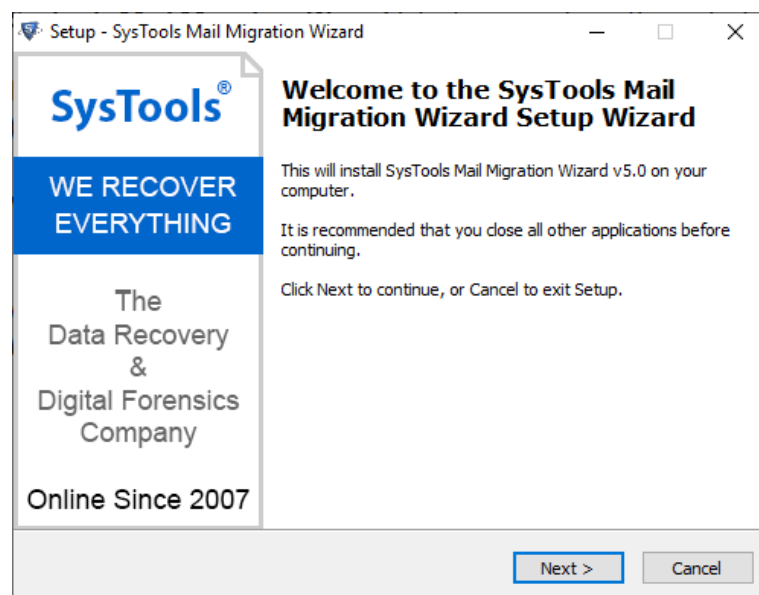 Setup - SysTools Mail Migration Wizard
SysTools®
WE RECOVER
EVERYTHING
The
Data Recovery
&
Digital Forensics
Company
Online Since 2007
Welcome to the SysTools Mail
Migration Wizard Setup Wizard
This will install SysTools Mail Migration Wizard v5.0 on your
computer.
It is recommended that you close all other applications before
continuing.
Click Next to continue, or Cancel to exit Setup.
Next >
Cancel